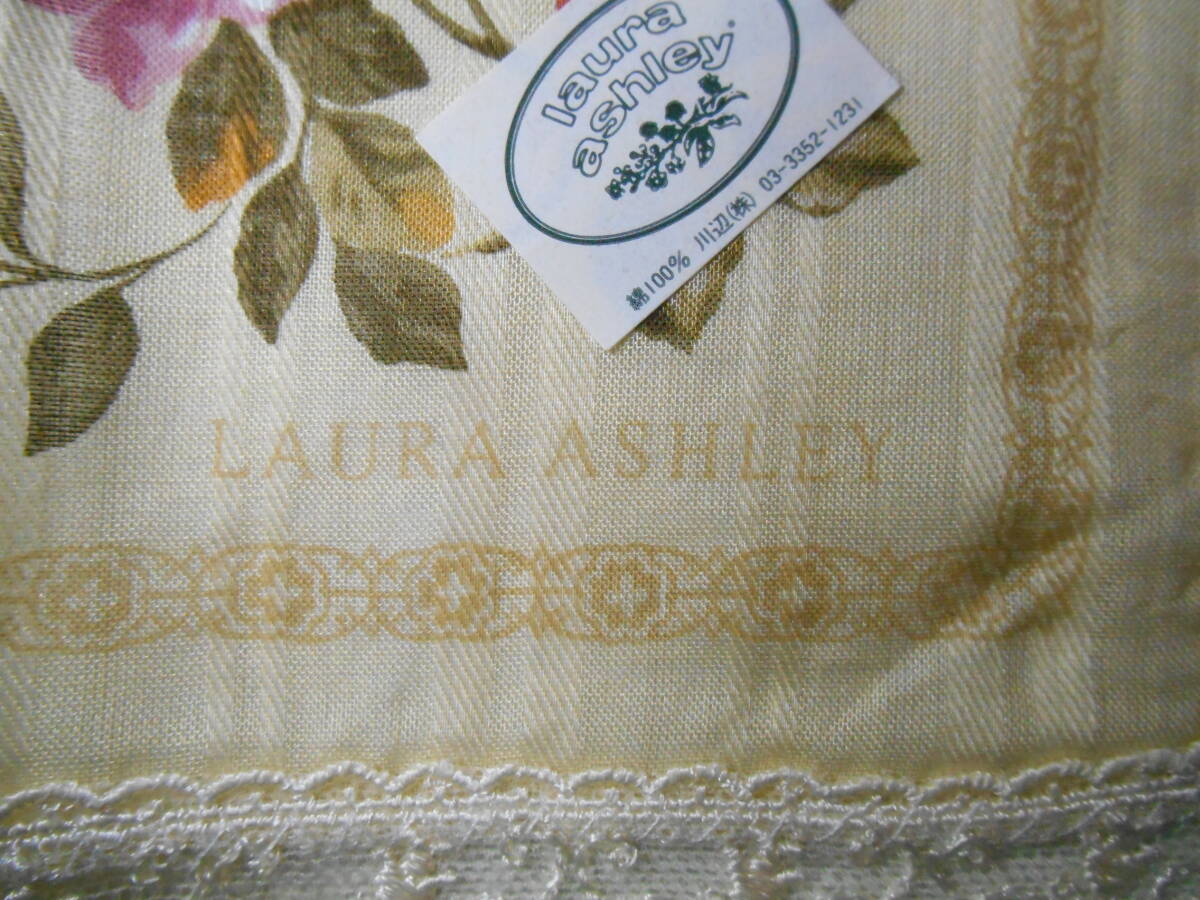 laura
ashley
綿100% 川辺(株) 03-3352-1231
LAURA ASHLEY